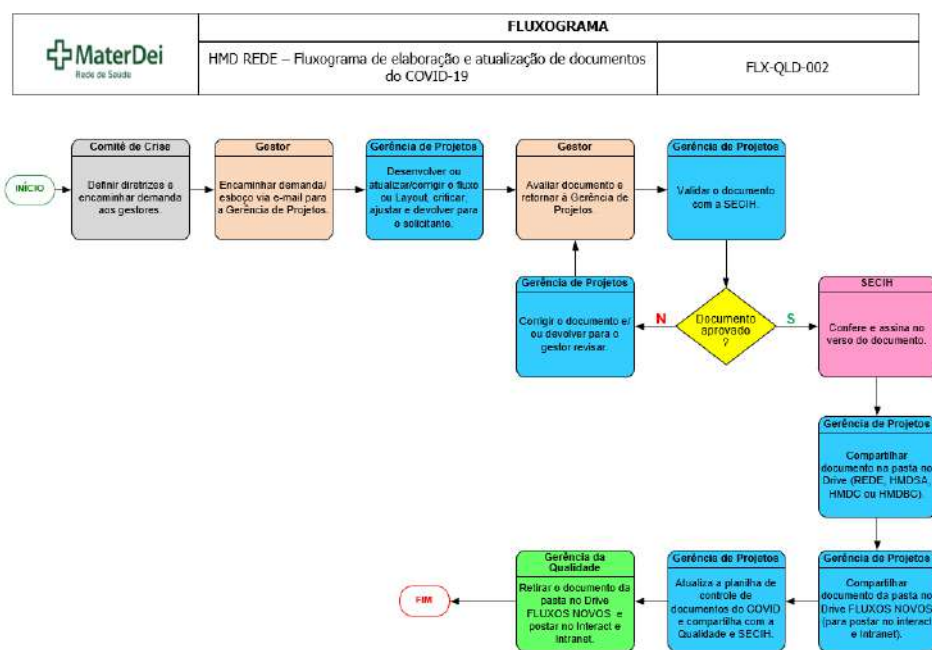 MaterDei
Rede de Saúde
FLUXOGRAMA
HMD REDE – Fluxograma de elaboração e atualização de documentos
do COVID-19
FLX-QLD-002
INÍCIO
Comitê de Crise
Definir diretrizes e
encaminhar demanda
aos gestores.
Gestor
Encaminhar demanda/
esboço via e-mail para
a Gerência de Projetos.
Gerência de Projetos
Desenvolver ou
atualizar/corrigir o fluxo
ou Layout, criticar,
ajustar e devolver para
o solicitante.
Gestor
Avaliar documento e
retornar à Gerência de
Projetos
Gerência de Projetos
Validar o documento
com a SECIH.
Gerência de Projetos
Corrigir o documento e/
ou devolver para o
gestor revisar.
N
Documento
aprovado
?
S
SECIH
Confere e assina no
verso do documento.
Gerência de Projetos
Compartilhar
documento na pasta no
Drive (REDE, HMDSA,
HMDC ou HMDBC).
Gerência de Projetos
Compartilhar
documento da pasta no
Drive FLUXOS NOVOS
(para postar no interact
e Intranet).
Gerência de Projetos
Atualiza a planilha de
controle de
documentos do COVID
e compartilha com a
Qualidade e SECIH.
Gerência da
Qualidade
Retirar o documento da
pasta no Drive
FLUXOS NOVOS e
postar no Interact e
Intranet.
FIM